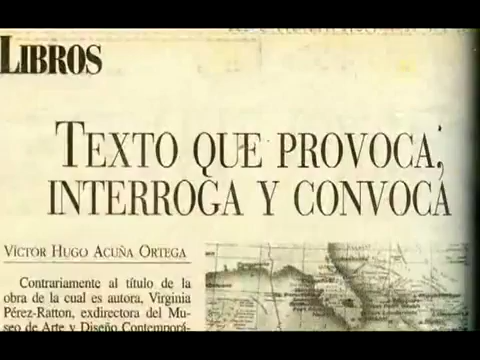 LIBROS
TEXTO QUE PROVOCA,
INTERROGA Y CONVOCA
VÍCTOR HUGO ACUÑA ORTEGA
Contrariamente al título de la
obra de la cual es autora, Virginia
Pérez-Ratton, exdirectora del Mu-
seo de Arte y Diseño Contemporá-